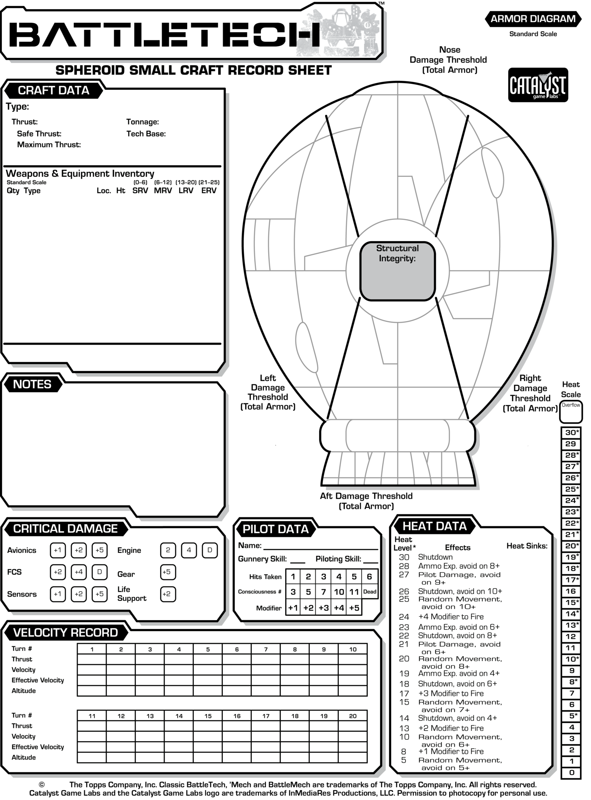 BATTLETECH™
SPHEROID SMALL CRAFT RECORD SHEET
ARMOR DIAGRAM
Standard Scale
CATALYST
game labs
Nose
Damage Threshold
(Total Armor)
CRAFT DATA
Type:
Thrust: Tonnage:
Safe Thrust: Tech Base:
Maximum Thrust:
Weapons & Equipment Inventory
Standard Scale (0-6) (6-12) (13-20) (21-25)
Qty Type Loc. Ht SRV MRV LRV ERV
Structural
Integrity:
Left
Damage
Threshold
(Total Armor)
Right
Damage
Threshold
(Total Armor)
Aft Damage Threshold
(Total Armor)
NOTES
Heat
Scale
Overflow
30*
29
28*
27*
26*
25*
24*
23*
22*
21*
20*
19*
18*
17*
16
15*
14*
13*
12
11
10*
9
8*
7
6
5*
4
3
2
1
0
CRITICAL DAMAGE
Avionics +1 +2 +5 Engine 2 4 D
FCS +2 +4 D Gear +5
Sensors +1 +2 +5 Life
Support +2
PILOT DATA
Name:
Gunnery Skill: Piloting Skill:
Hits Taken 1 2 3 4 5 6
Consciousness # 3 5 7 10 11 Dead
Modifier +1 +2 +3 +4 +5
HEAT DATA
Heat
Level* Effects Heat Sinks:
30 Shutdown
28 Ammo Exp. avoid on 8+
27 Pilot Damage, avoid
on 9+
26 Shutdown, avoid on 10+
25 Random Movement,
avoid on 10+
24 +4 Modifier to Fire
23 Ammo Exp. avoid on 6+
22 Shutdown, avoid on 8+
21 Pilot Damage, avoid
on 6+
20 Random Movement,
avoid on 8+
19 Ammo Exp. avoid on 4+
18 Shutdown, avoid on 6+
17 +3 Modifier to Fire
15 Random Movement,
avoid on 7+
14 Shutdown, avoid on 4+
13 +2 Modifier to Fire
10 Random Movement,
avoid on 6+
8 +1 Modifier to Fire
5 Random Movement,
avoid on 5+
VELOCITY RECORD
Turn # 1 2 3 4 5 6 7 8 9 10
Thrust
Velocity
Effective Velocity
Altitude
Turn # 11 12 13 14 15 16 17 18 19 20
Thrust
Velocity
Effective Velocity
Altitude
© The Topps Company, Inc. Classic BattleTech, 'Mech and BattleMech are trademarks of The Topps Company, Inc. All rights reserved.
Catalyst Game Labs and the Catalyst Game Labs logo are trademarks of InMediaRes Productions, LLC. Permission to photocopy for personal use.